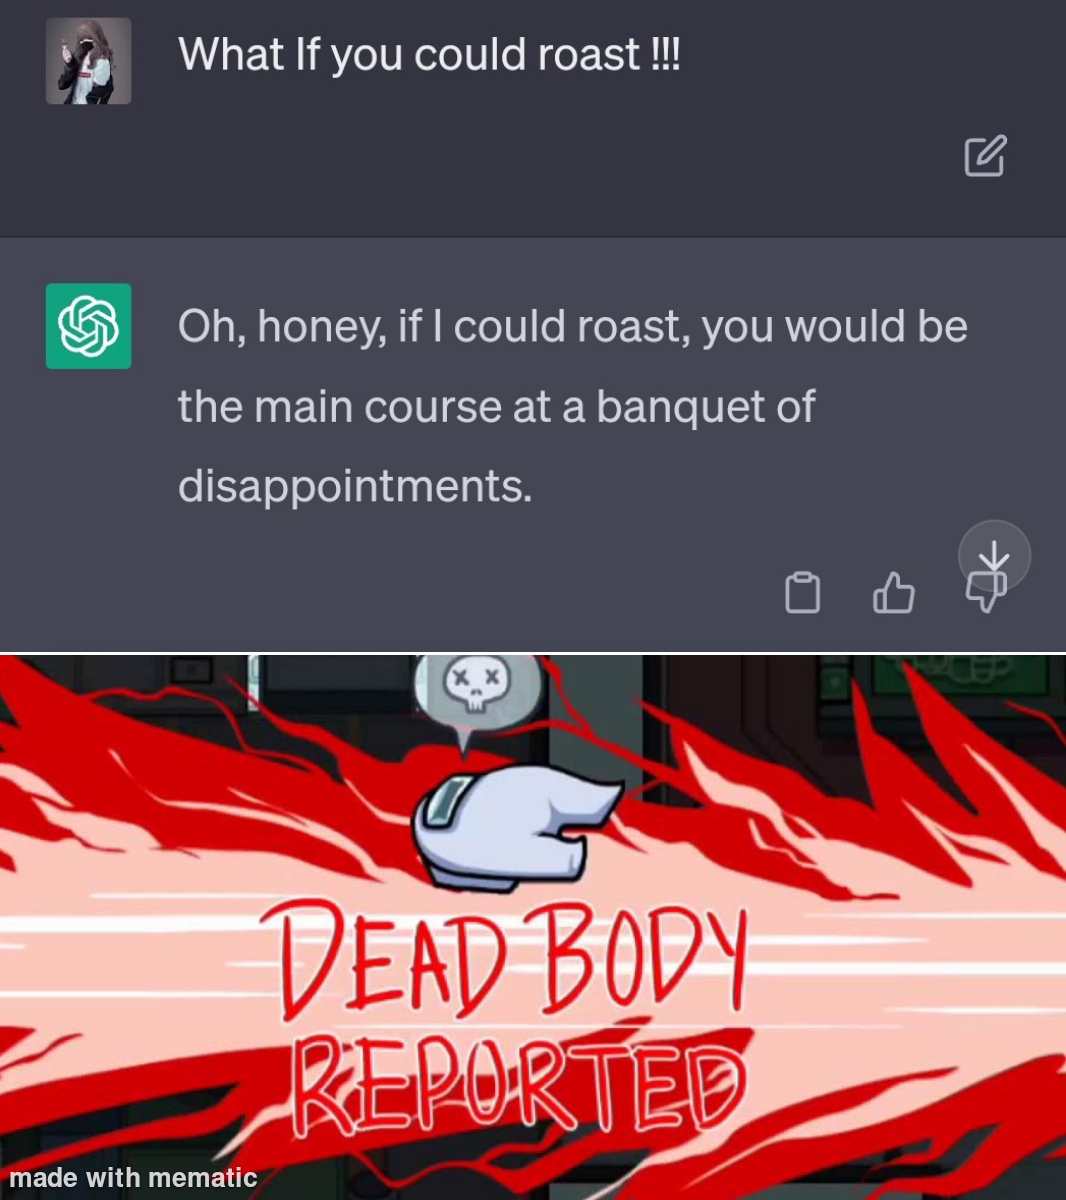 What If you could roast !!!
Oh, honey, if I could roast, you would be
the main course at a banquet of
disappointments.
DEAD BODY
REPORTED
made with mematic